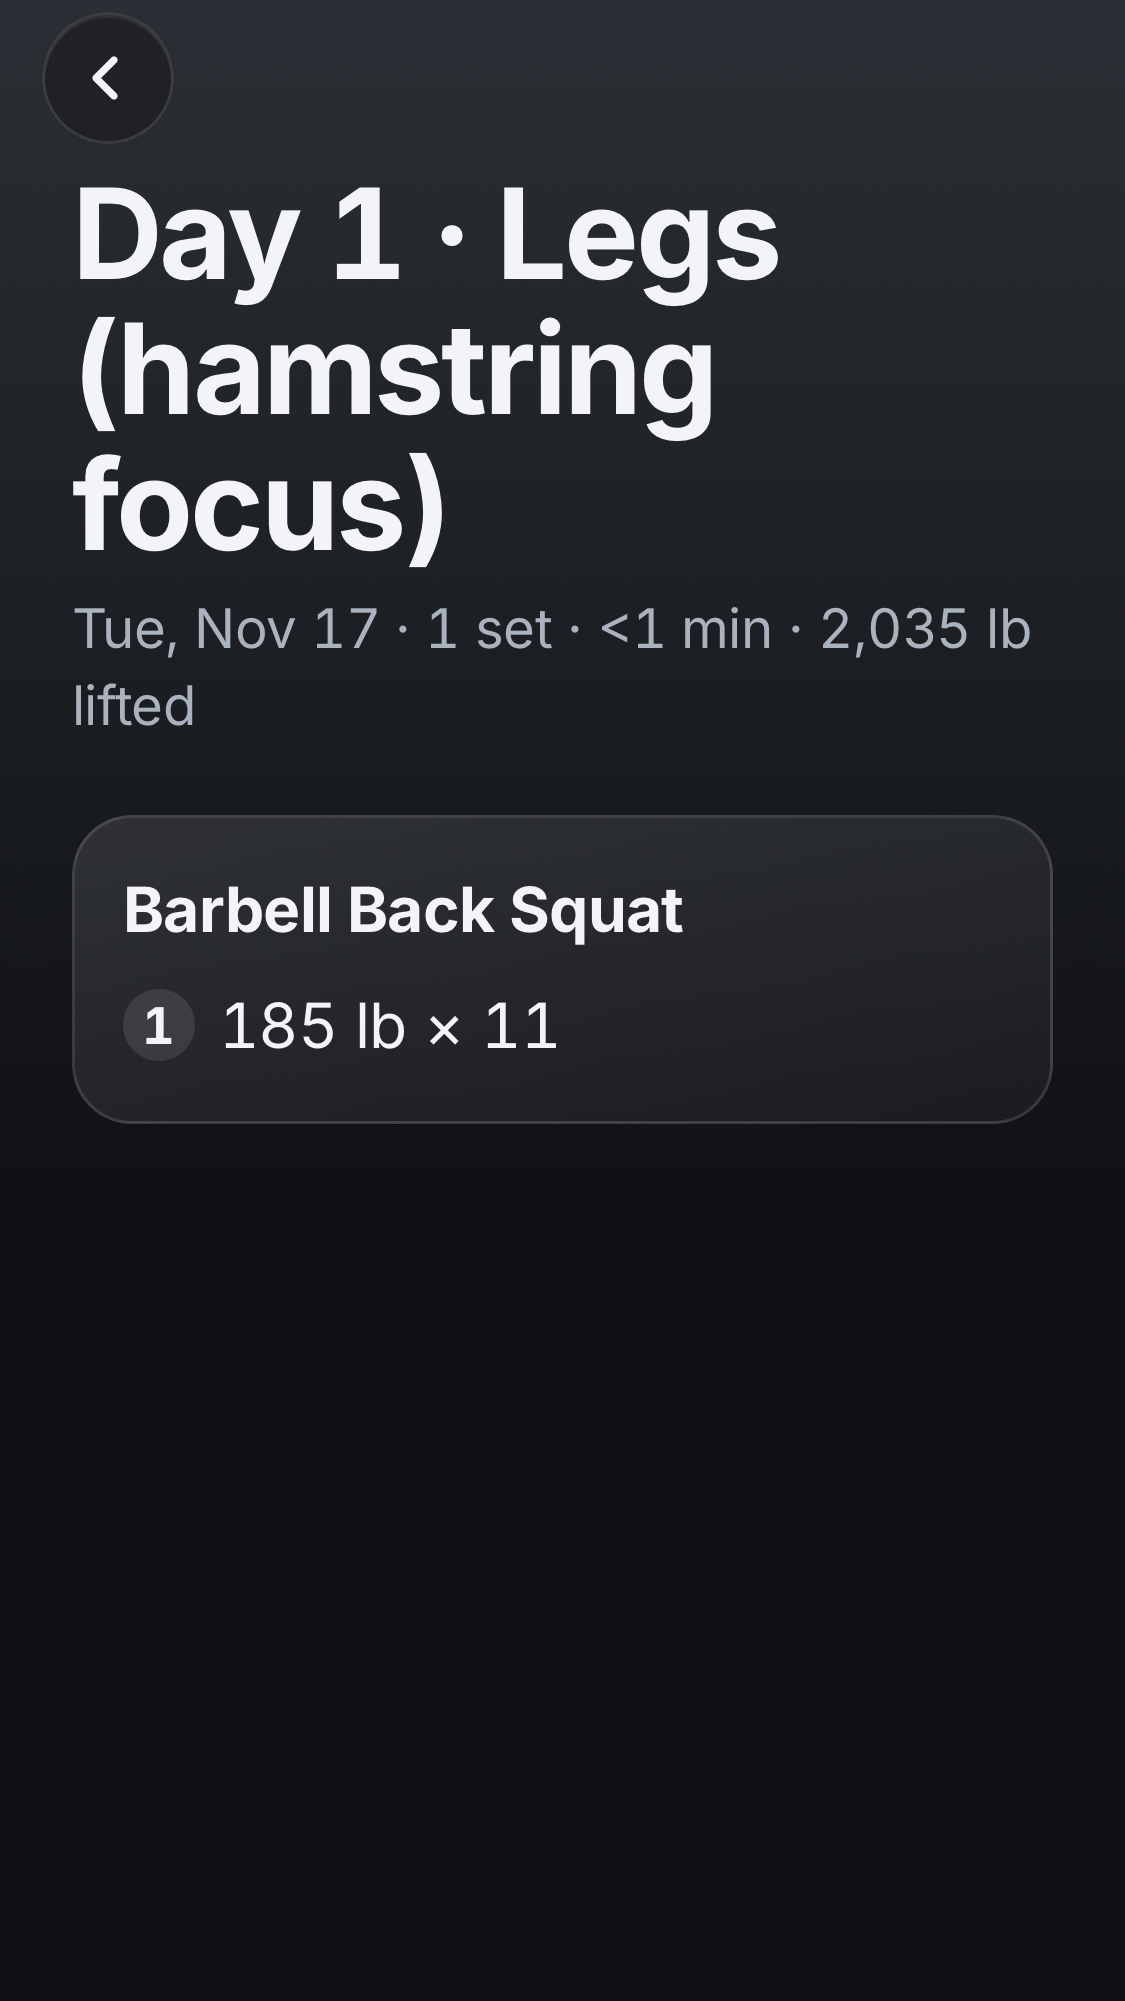 Day 1 · Legs
(hamstring
focus)
Tue, Nov 17 · 1 set · <1 min · 2,035 lb
lifted
Barbell Back Squat
1 185 lb × 11